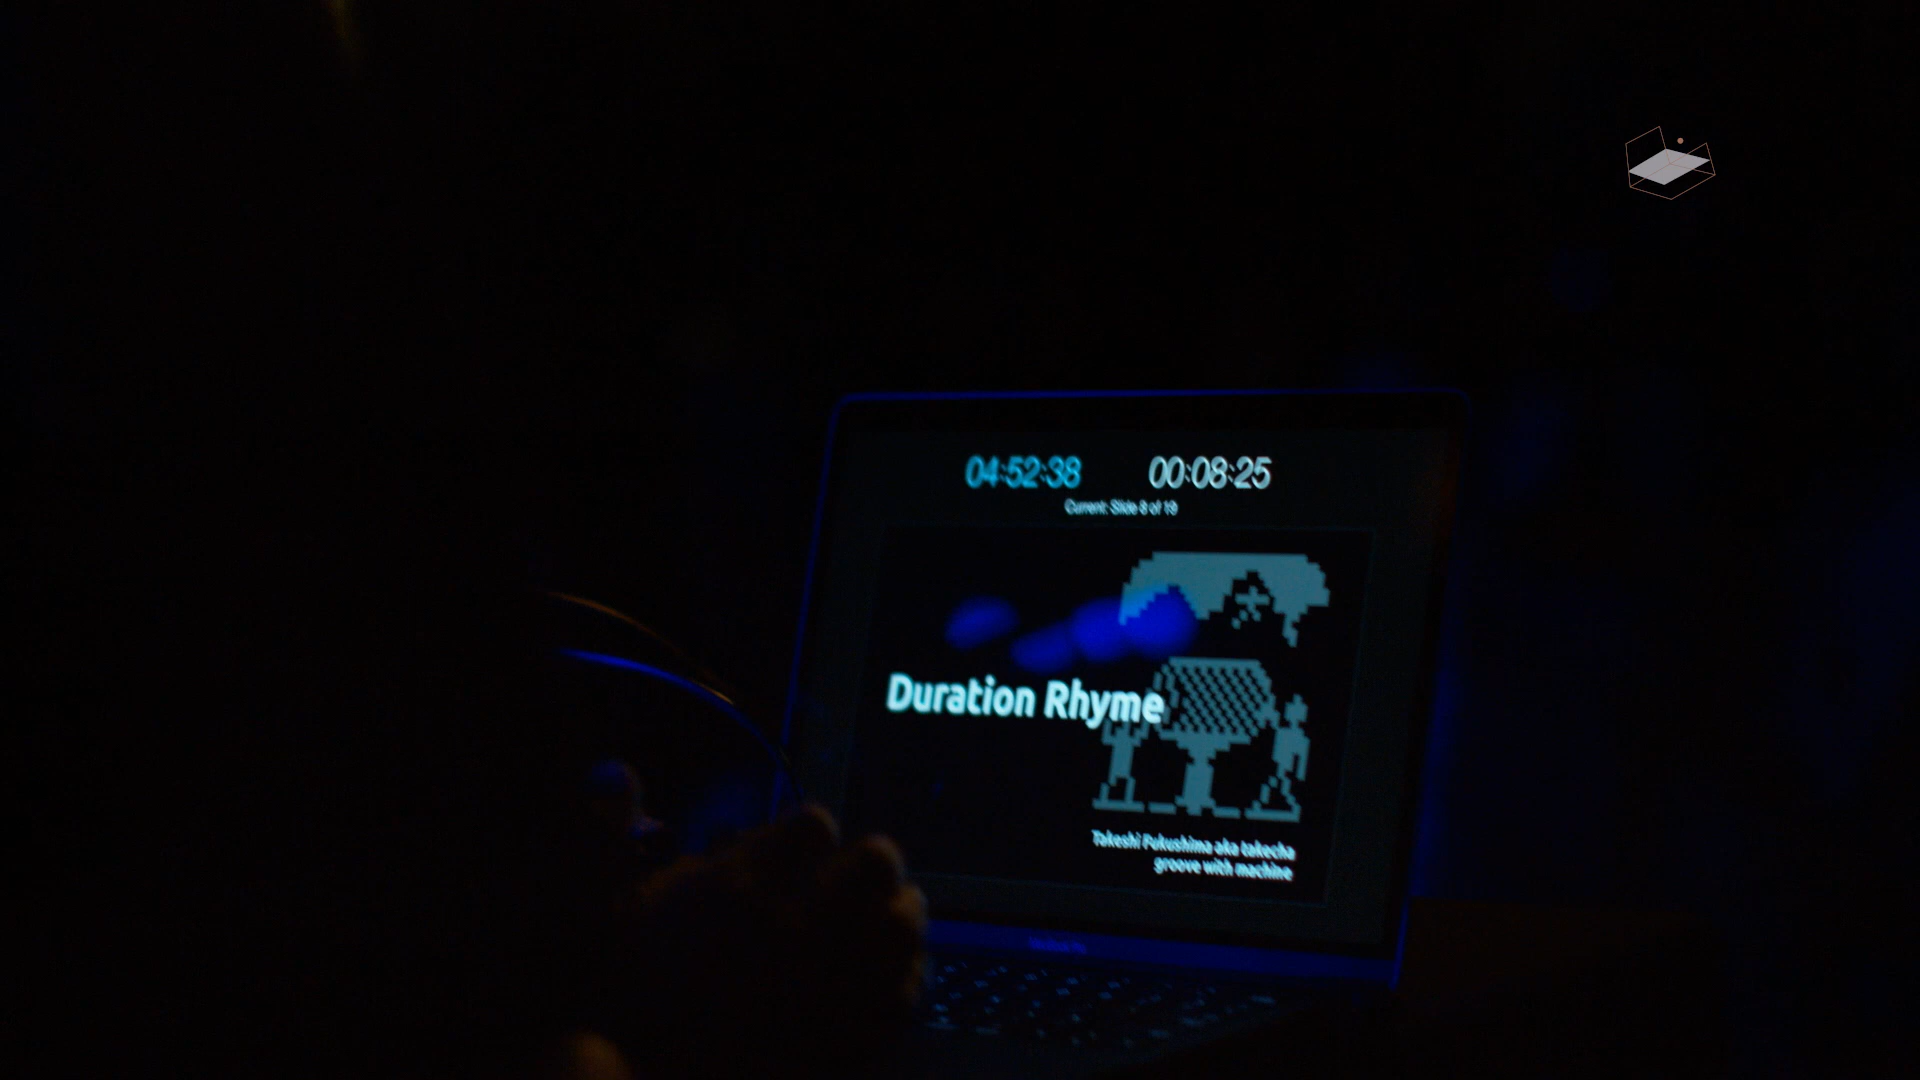 04:52:38 00:08:25
Current: Slide 8 of 19
Duration Rhyme
Takeshi Fukushima aka takecha
groove with machine